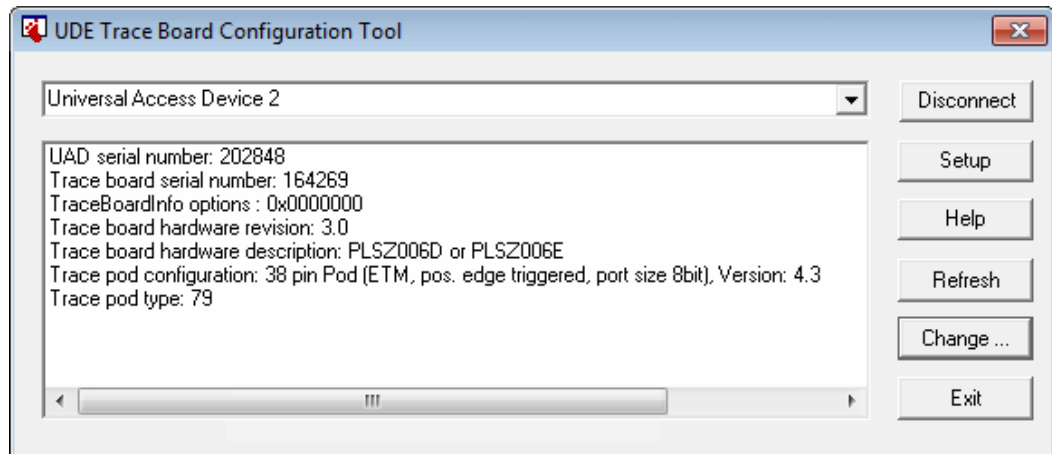 UDE Trace Board Configuration Tool
Universal Access Device 2
Disconnect
UAD serial number: 202848
Trace board serial number: 164269
TraceBoardInfo options : 0x0000000
Trace board hardware revision: 3.0
Trace board hardware description: PLSZ006D or PLSZ006E
Trace pod configuration: 38 pin Pod (ETM, pos. edge triggered, port size 8bit), Version: 4.3
Trace pod type: 79
Setup
Help
Refresh
Change ...
Exit